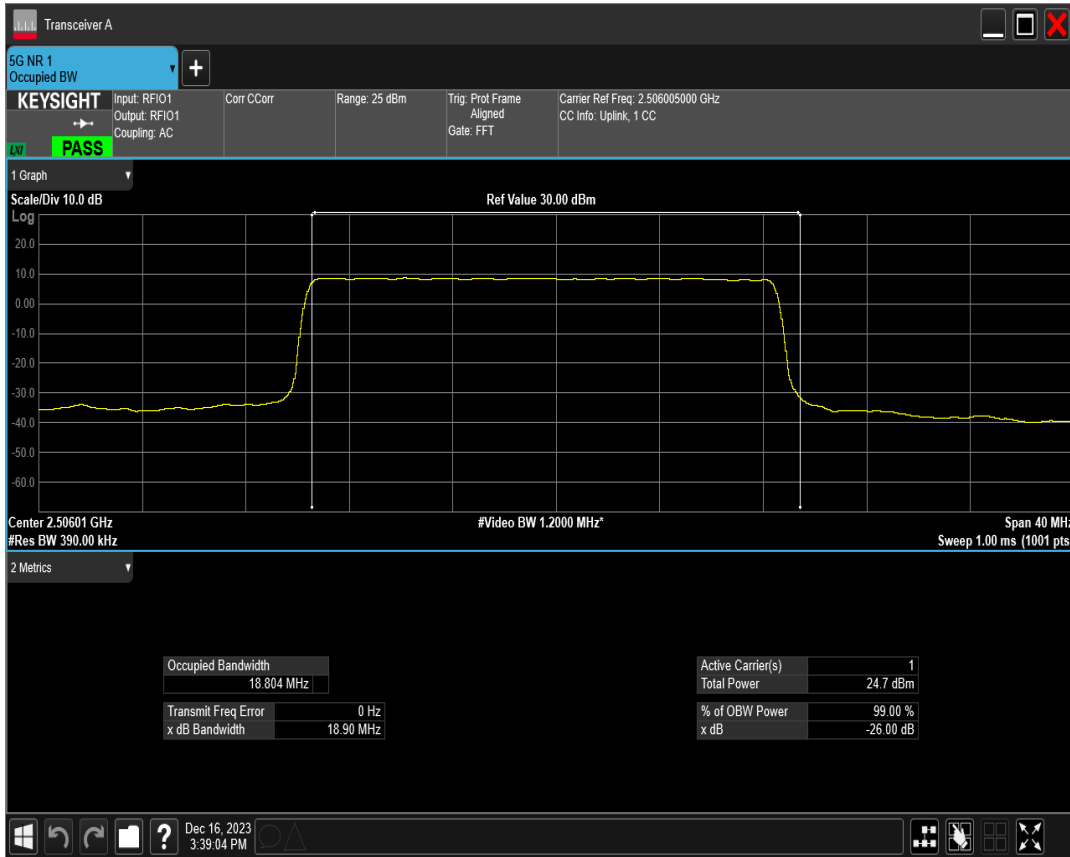 Transceiver A
5G NR 1
Occupied BW
+
KEYSIGHT
LXI PASS
Input: RFIO1
Output: RFIO1
Coupling: AC
Corr CCorr
Range: 25 dBm
Trig: Prot Frame
Aligned
Gate: FFT
Carrier Ref Freq: 2.506005000 GHz
CC Info: Uplink, 1 CC
1 Graph
Scale/Div 10.0 dB
Ref Value 30.00 dBm
Log
20.0
10.0
0.00
-10.0
-20.0
-30.0
-40.0
-50.0
-60.0
Center 2.50601 GHz
#Video BW 1.2000 MHz*
Span 40 MHz
#Res BW 390.00 kHz
Sweep 1.00 ms (1001 pts
2 Metrics
Occupied Bandwidth
18.804 MHz
Transmit Freq Error 0 Hz
x dB Bandwidth 18.90 MHz
Active Carrier(s) 1
Total Power 24.7 dBm
% of OBW Power 99.00 %
x dB -26.00 dB
?
Dec 16, 2023
3:39:04 PM